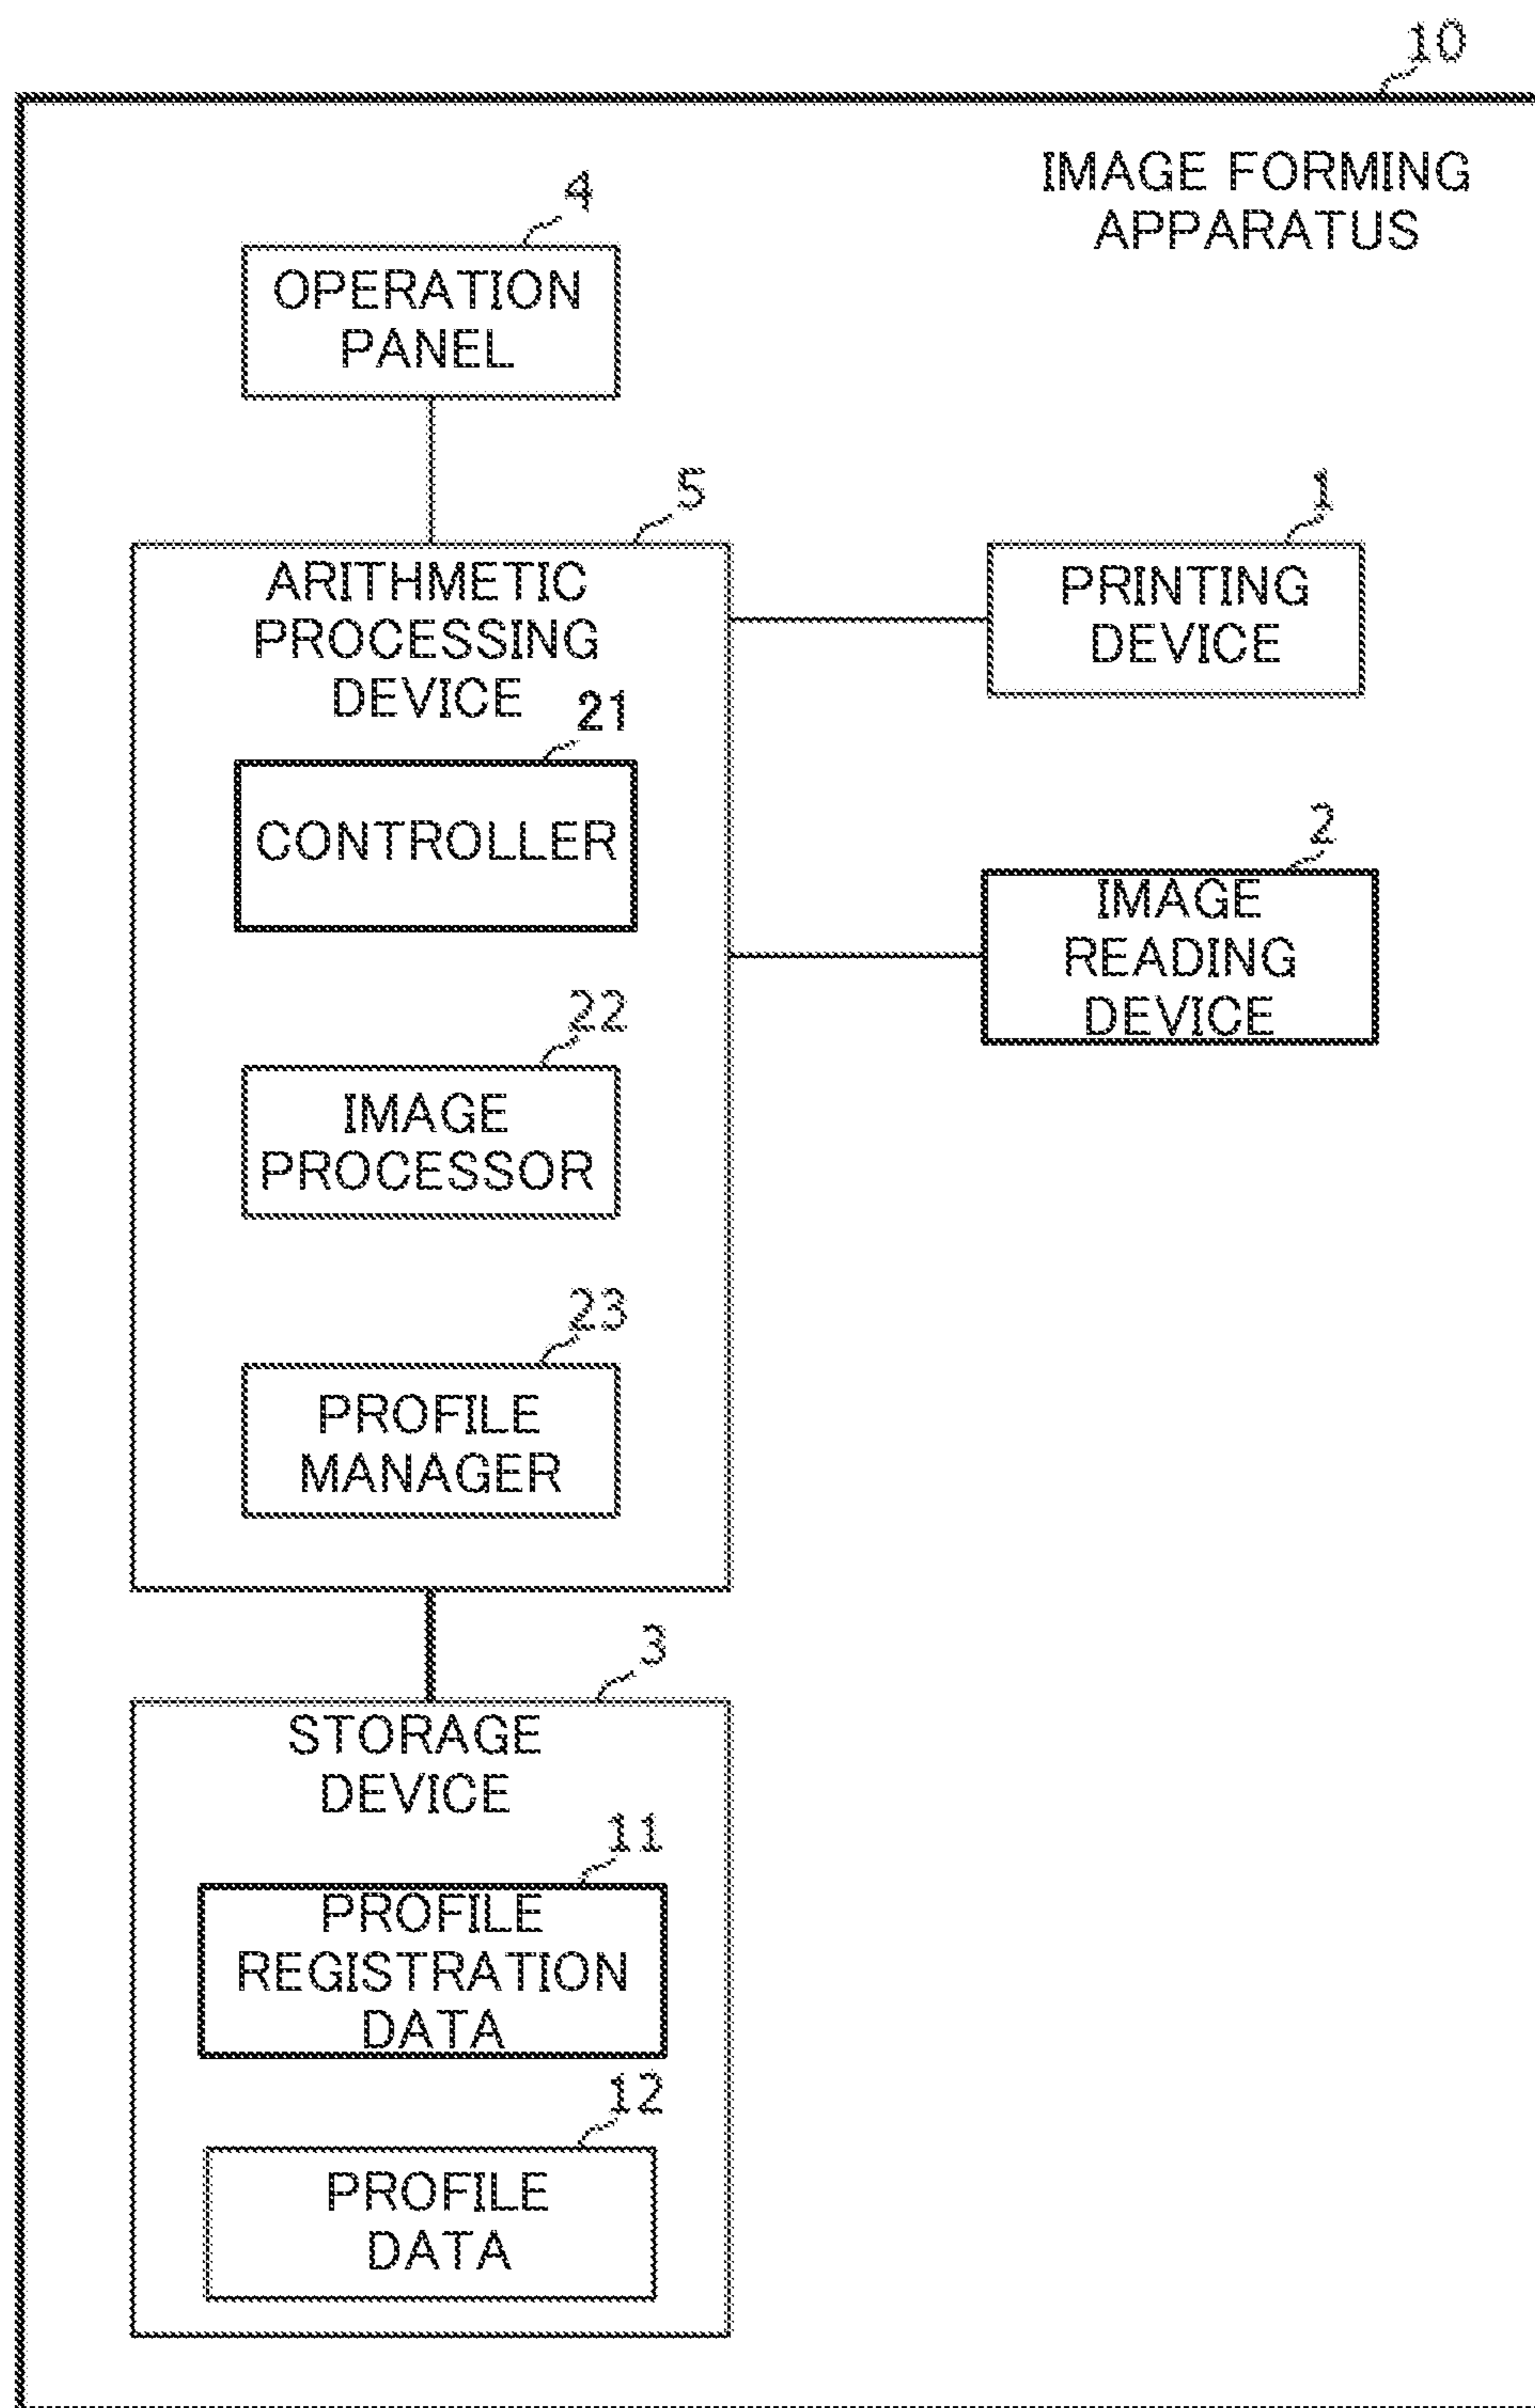 10
IMAGE FORMING
APPARATUS
4
OPERATION
PANEL
5
ARITHMETIC
PROCESSING
DEVICE
1
PRINTING
DEVICE
21
CONTROLLER
2
IMAGE
READING
DEVICE
22
IMAGE
PROCESSOR
23
PROFILE
MANAGER
3
STORAGE
DEVICE
11
PROFILE
REGISTRATION
DATA
12
PROFILE
DATA